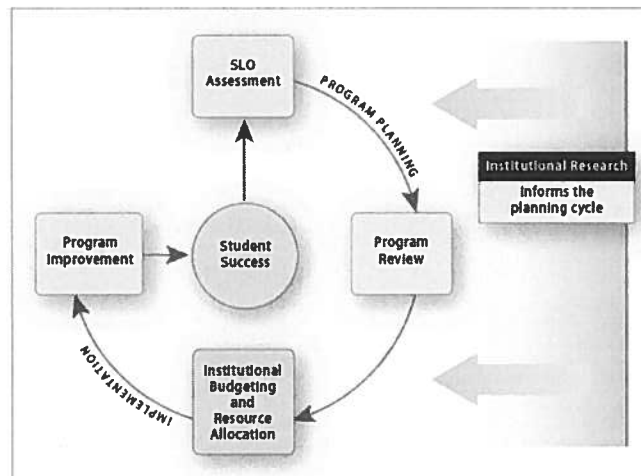 SLO
Assessment
PROGRAM PLANNING
Institutional Research
Informs the
planning cycle
Program
Improvement
Student
Success
Program
Review
IMPLEMENTATION
Institutional
Budgeting
and
Resource
Allocation